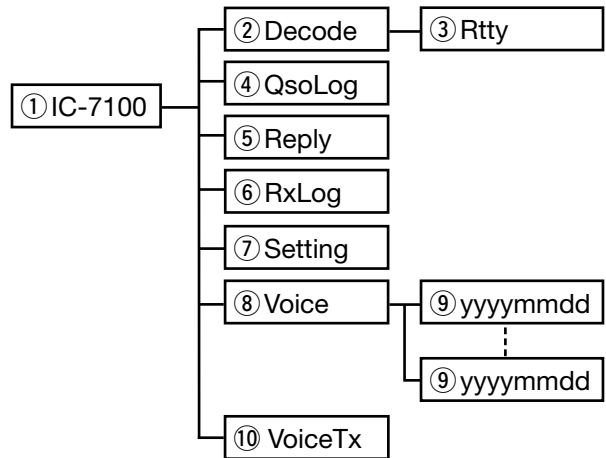 ① IC-7100
② Decode
③ Rtty
④ QsoLog
⑤ Reply
⑥ RxLog
⑦ Setting
⑧ Voice
⑨ yyyymmdd
⑨ yyyymmdd
⑩ VoiceTx